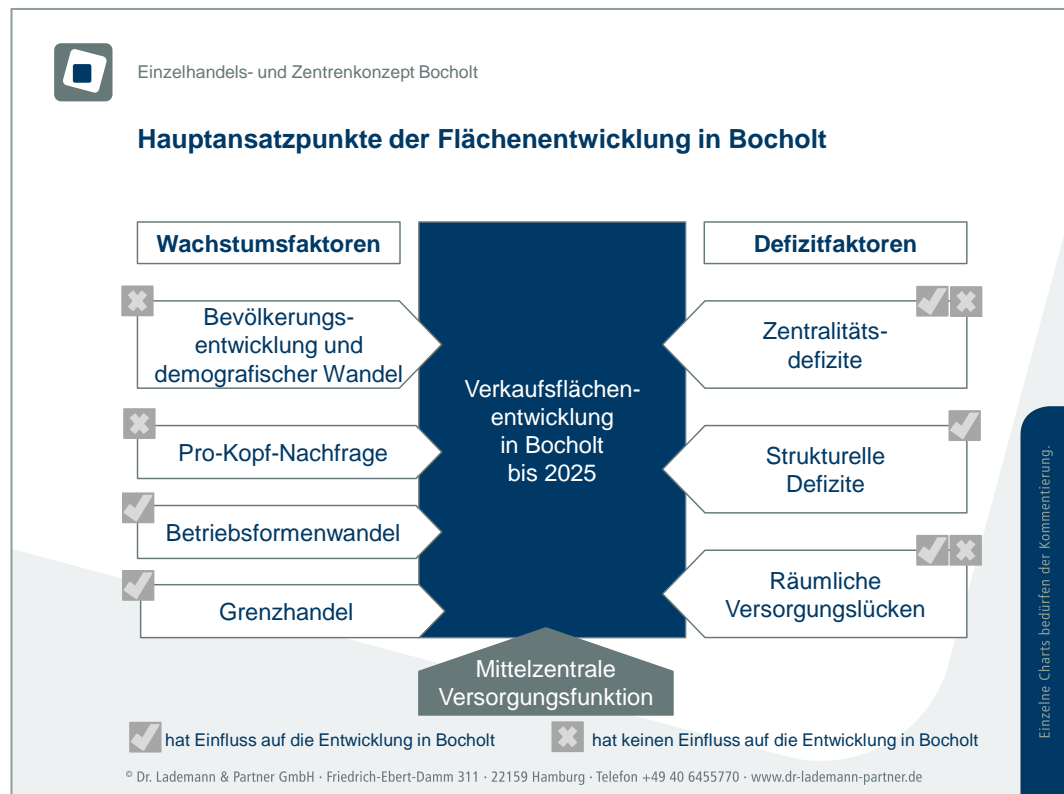 Einzelhandels- und Zentrenkonzept Bocholt
Hauptansatzpunkte der Flächenentwicklung in Bocholt
Wachstumsfaktoren
Bevölkerungs-
entwicklung und
demografischer Wandel
Pro-Kopf-Nachfrage
Betriebsformenwandel
Grenzhandel
Verkaufsflächen-
entwicklung
in Bocholt
bis 2025
Defizitfaktoren
Zentralitäts-
defizite
Strukturelle
Defizite
Räumliche
Versorgungslücken
Mittelzentrale
Versorgungsfunktion
hat Einfluss auf die Entwicklung in Bocholt
hat keinen Einfluss auf die Entwicklung in Bocholt
© Dr. Lademann & Partner GmbH · Friedrich-Ebert-Damm 311 · 22159 Hamburg · Telefon +49 40 6455770 · www.dr-lademann-partner.de
Einzelne Charts bedürfen der Kommentierung.